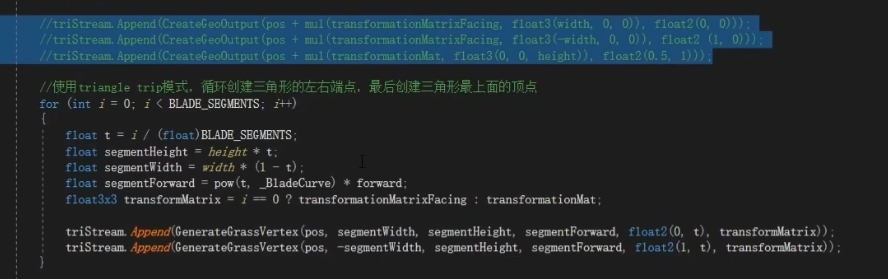 //triStream.Append(CreateGeoOutput(pos + mul(transformationMatrixFacing, float3(width, 0, 0)), float2(0, 0)));
//triStream.Append(CreateGeoOutput(pos + mul(transformationMatrixFacing, float3(-width, 0, 0)), float2 (1, 0)));
//triStream.Append(CreateGeoOutput(pos + mul(transformationMat, float3(0, 0, height)), float2(0.5, 1)));
//使用triangle trip模式，循环创建三角形的左右端点，最后创建三角形最上面的顶点
for (int i = 0; i < BLADE_SEGMENTS; i++)
{
float t = i / (float)BLADE_SEGMENTS;
float segmentHeight = height * t;
float segmentWidth = width * (1 - t);
float segmentForward = pow(t, _BladeCurve) * forward;
float3x3 transformMatrix = i == 0 ? transformationMatrixFacing : transformationMat;
triStream.Append(GenerateGrassVertex(pos, segmentWidth, segmentHeight, segmentForward, float2(0, t), transformMatrix));
triStream.Append(GenerateGrassVertex(pos, -segmentWidth, segmentHeight, segmentForward, float2(1, t), transformMatrix));
}